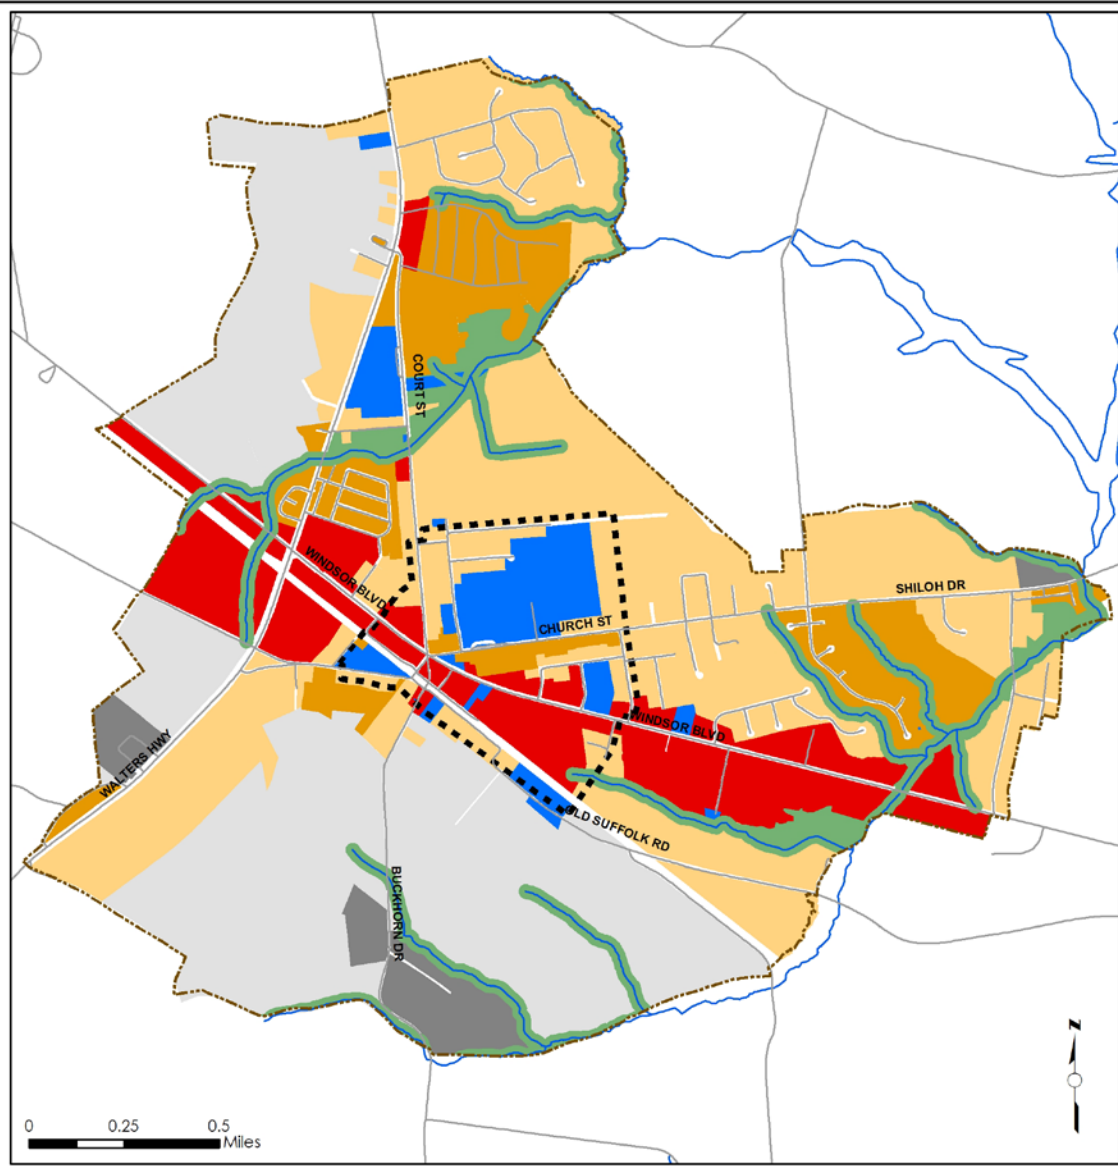 COURT ST
WINDSOR BLVD
SHILOH DR
CHURCH ST
WINDSOR BLVD
WALTERS HWY
OLD SUFFOLK RD
BUCKHORN DR
N
0 0.25 0.5
Miles